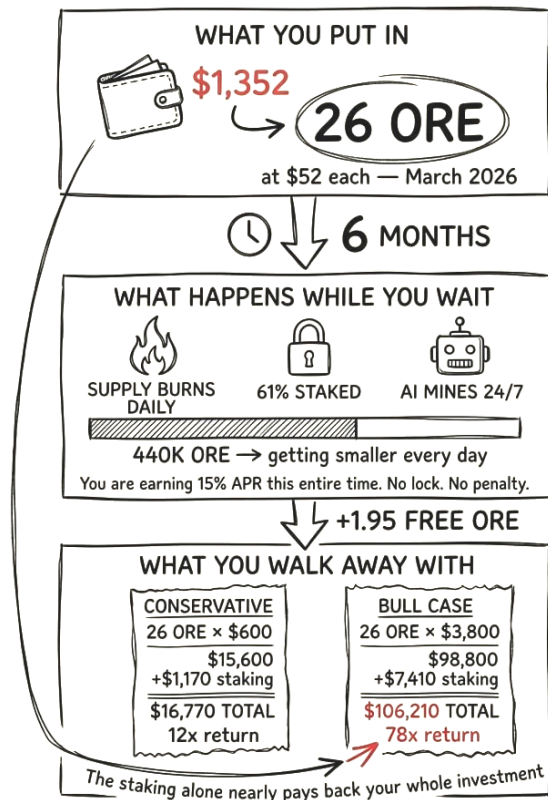 WHAT YOU PUT IN
$1,352
26 ORE
at $52 each — March 2026
6 MONTHS
WHAT HAPPENS WHILE YOU WAIT
SUPPLY BURNS
DAILY
61% STAKED
AI MINES 24/7
440K ORE → getting smaller every day
You are earning 15% APR this entire time. No lock. No penalty.
+1.95 FREE ORE
WHAT YOU WALK AWAY WITH
CONSERVATIVE
26 ORE × $600
$15,600
+$1,170 staking
$16,770 TOTAL
12x return
BULL CASE
26 ORE × $3,800
$98,800
+$7,410 staking
$106,210 TOTAL
78x return
The staking alone nearly pays back your whole investment